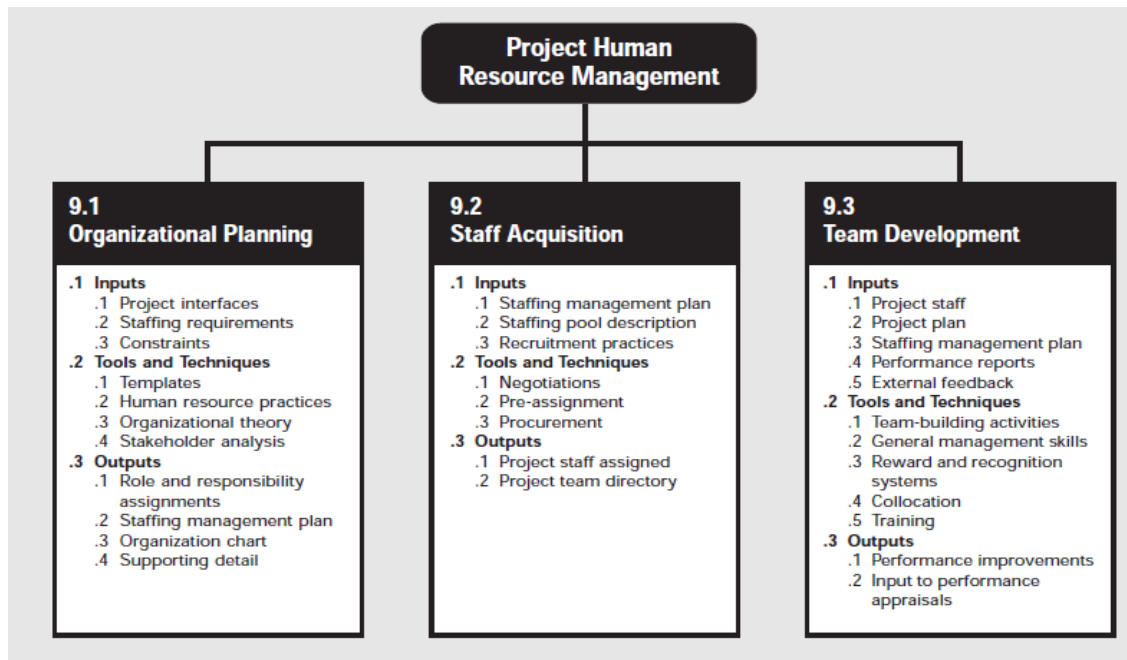 Project Human
Resource Management
9.1
Organizational Planning
.1 Inputs
.1 Project interfaces
.2 Staffing requirements
.3 Constraints
.2 Tools and Techniques
.1 Templates
.2 Human resource practices
.3 Organizational theory
.4 Stakeholder analysis
.3 Outputs
.1 Role and responsibility
assignments
.2 Staffing management plan
.3 Organization chart
.4 Supporting detail
9.2
Staff Acquisition
.1 Inputs
.1 Staffing management plan
.2 Staffing pool description
.3 Recruitment practices
.2 Tools and Techniques
.1 Negotiations
.2 Pre-assignment
.3 Procurement
.3 Outputs
.1 Project staff assigned
.2 Project team directory
9.3
Team Development
.1 Inputs
.1 Project staff
.2 Project plan
.3 Staffing management plan
.4 Performance reports
.5 External feedback
.2 Tools and Techniques
.1 Team-building activities
.2 General management skills
.3 Reward and recognition
systems
.4 Collocation
.5 Training
.3 Outputs
.1 Performance improvements
.2 Input to performance
appraisals